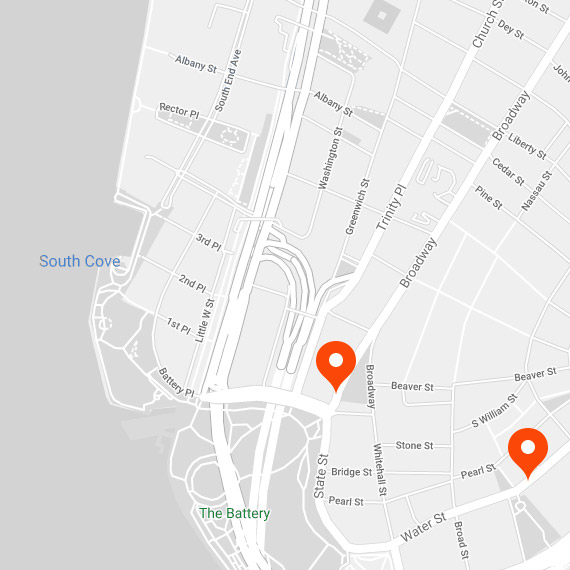 Church S
on St
Dey St
John
Albany St
South End Ave
Rector Pl
Albany St
Broadway
Liberty St
Washington St
Cedar St
Nassau St
Pine St
Greenwich St
Trinity Pl
3rd Pl
Broadway
South Cove
2nd Pl
Little W St
1st Pl
Battery Pl
Broadway
Beaver St
Beaver St
S William St
Stone St
Whitehall St
Bridge St
Pearl St
State St
Pearl St
The Battery
Water St
Broad St